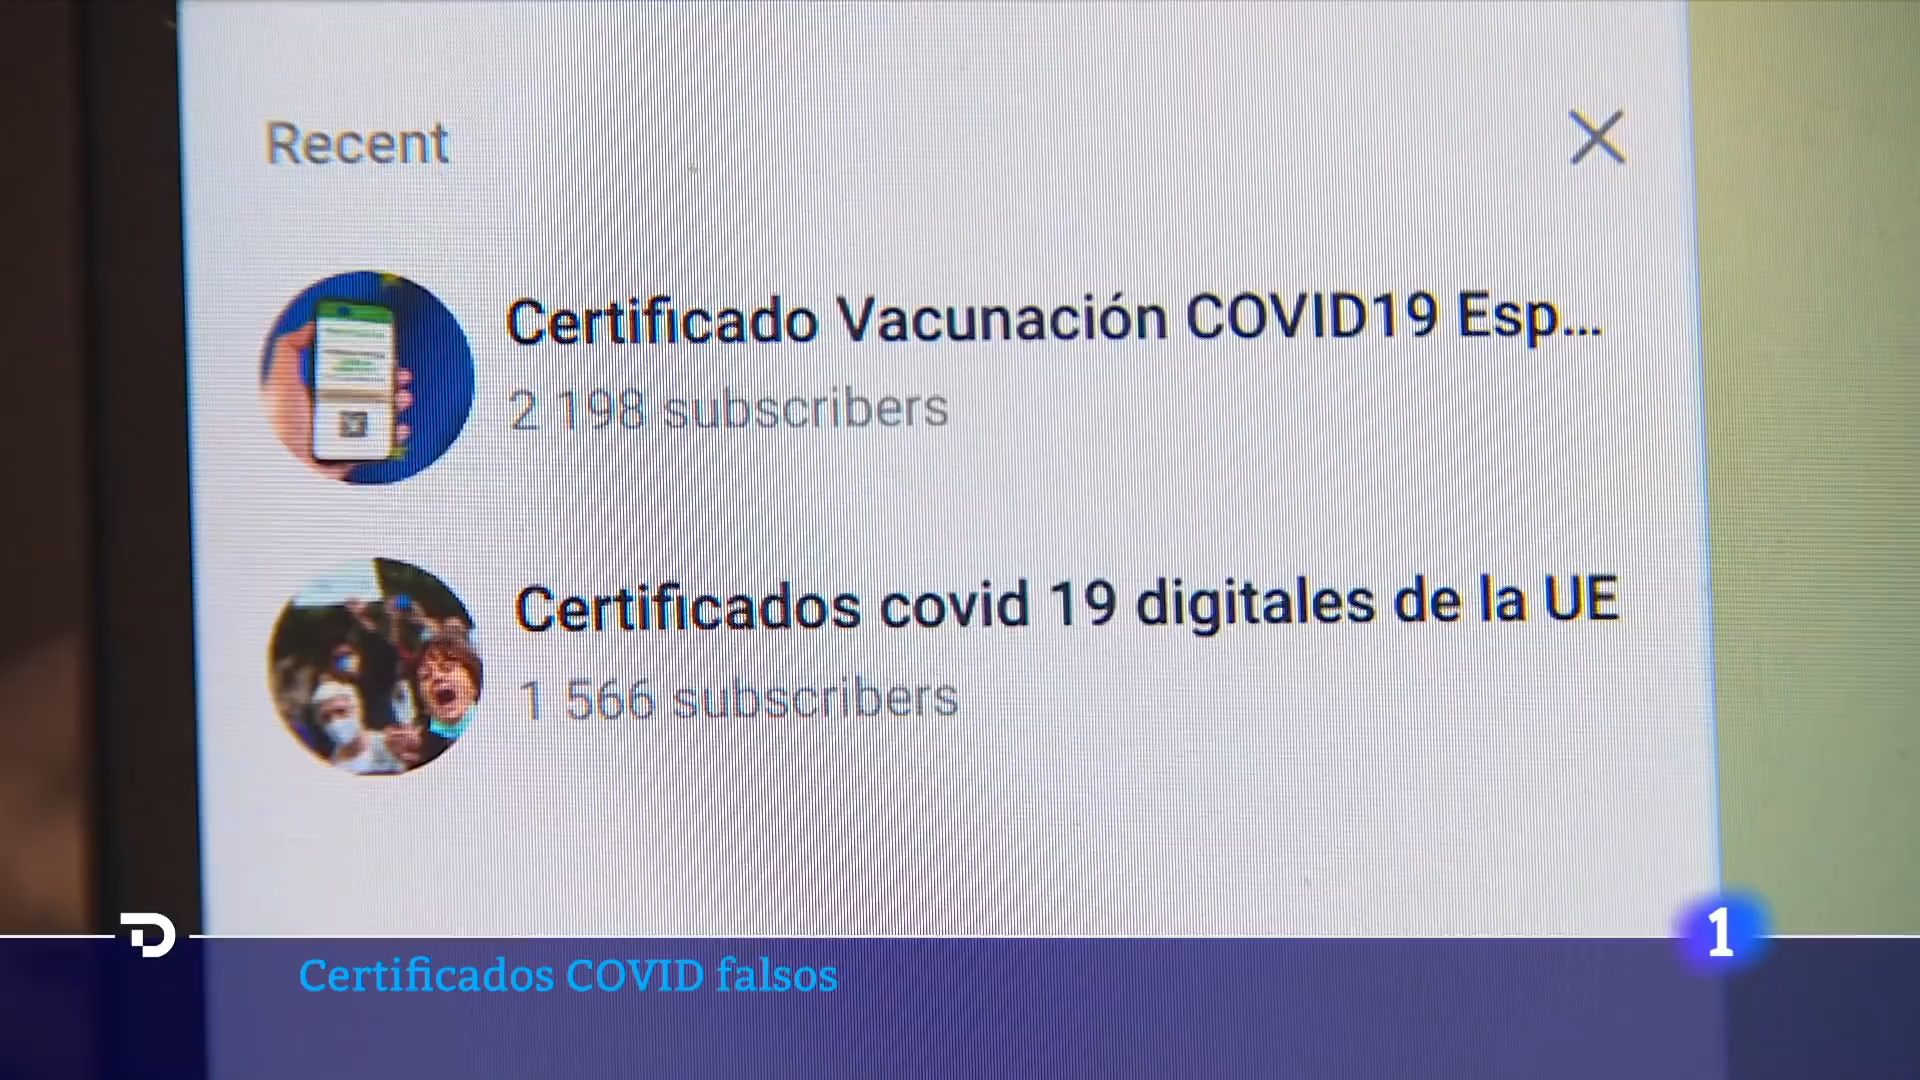 Recent
Certificado Vacunación COVID19 Esp...
2 198 subscribers
Certificados covid 19 digitales de la UE
1 566 subscribers
1
Certificados COVID falsos